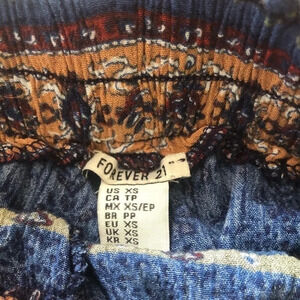 FOREVER 21
US XS
CA TP
MX XS/EP
BR PP
EU XS
UK XS
KR XS